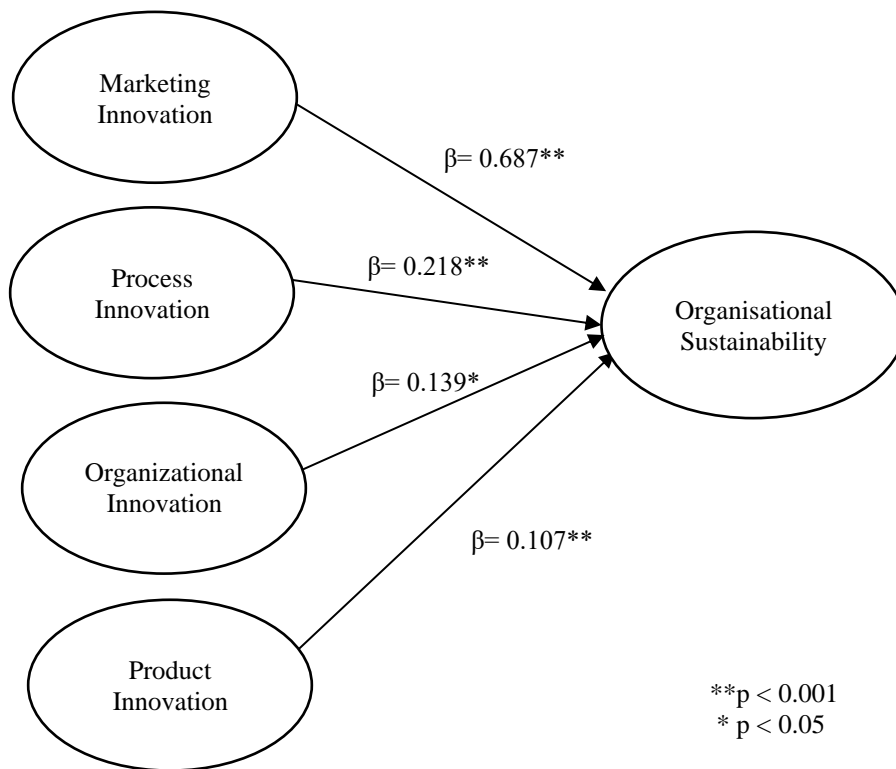 Marketing
Innovation
β= 0.687**
Process
Innovation
β= 0.218**
Organisational
Sustainability
β= 0.139*
Organizational
Innovation
β= 0.107**
Product
Innovation
**p < 0.001
* p < 0.05